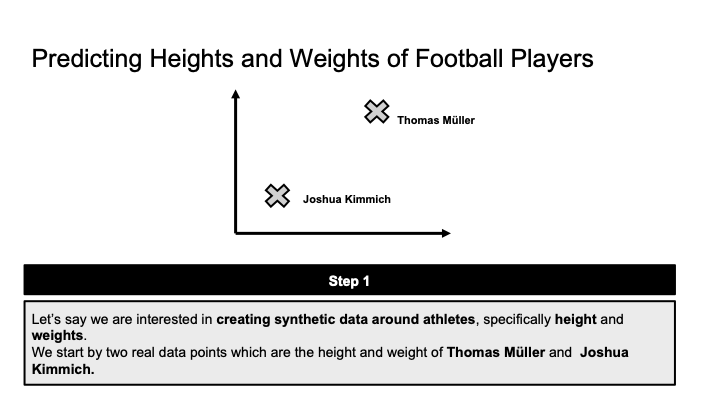 Predicting Heights and Weights of Football Players
Thomas Müller
Joshua Kimmich
Step 1
Let’s say we are interested in creating synthetic data around athletes, specifically height and
weights.
We start by two real data points which are the height and weight of Thomas Müller and Joshua
Kimmich.